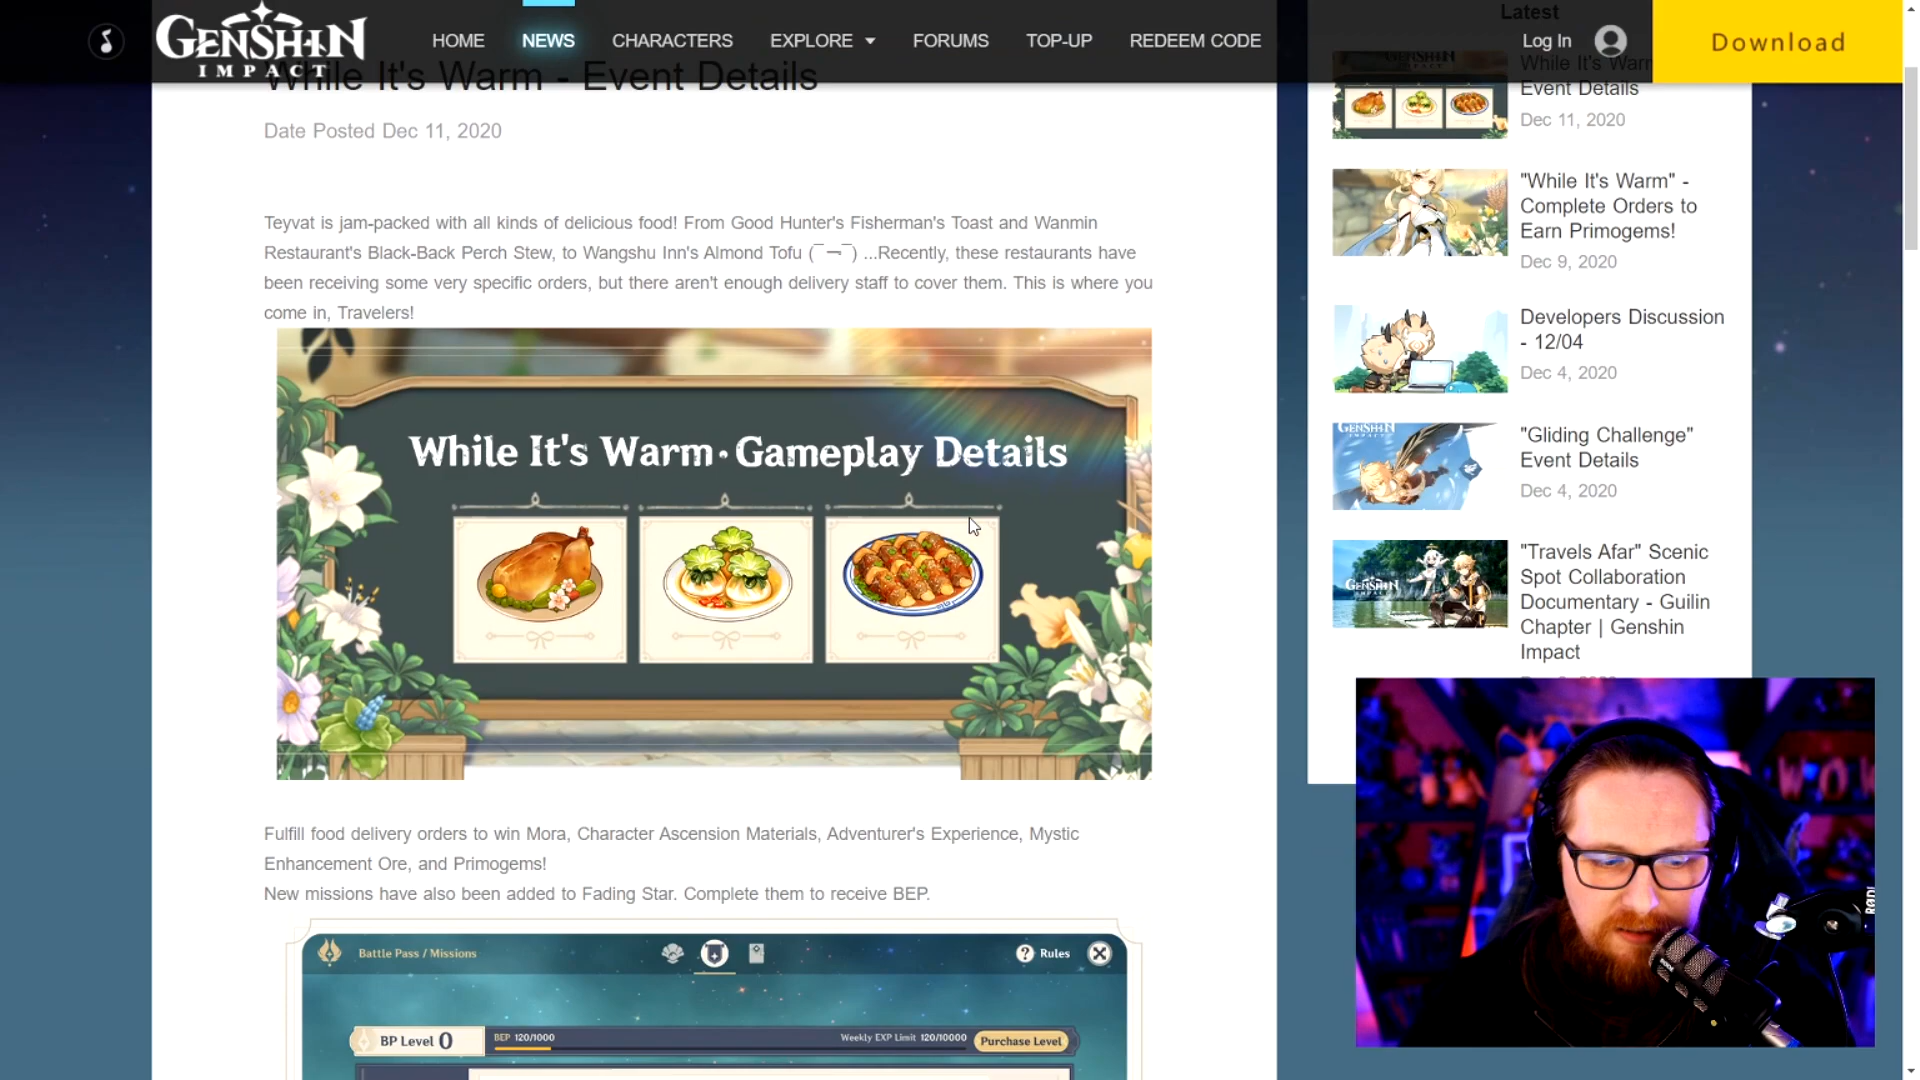 GENSHIN
IMPACT
HOME
NEWS
CHARACTERS
EXPLORE
FORUMS
TOP-UP
REDEEM CODE
Log In
Download
While It's Warm - Event Details
Date Posted Dec 11, 2020
Teyvat is jam-packed with all kinds of delicious food! From Good Hunter's Fisherman's Toast and Wanmin
Restaurant's Black-Back Perch Stew, to Wangshu Inn's Almond Tofu (￣￢￣) ...Recently, these restaurants have
been receiving some very specific orders, but there aren't enough delivery staff to cover them. This is where you
come in, Travelers!
While It's Warm · Gameplay Details
Fulfill food delivery orders to win Mora, Character Ascension Materials, Adventurer's Experience, Mystic
Enhancement Ore, and Primogems!
New missions have also been added to Fading Star. Complete them to receive BEP.
Battle Pass / Missions
? Rules
BP Level 0
BEP 120/1000
Weekly EXP Limit 120/10000
Purchase Level
Latest
While It's Warm
Event Details
Dec 11, 2020
"While It's Warm" -
Complete Orders to
Earn Primogems!
Dec 9, 2020
Developers Discussion
- 12/04
Dec 4, 2020
GENSHIN
IMPACT
"Gliding Challenge"
Event Details
Dec 4, 2020
GENSHIN
IMPACT
"Travels Afar" Scenic
Spot Collaboration
Documentary - Guilin
Chapter | Genshin
Impact
WOW
RØDE